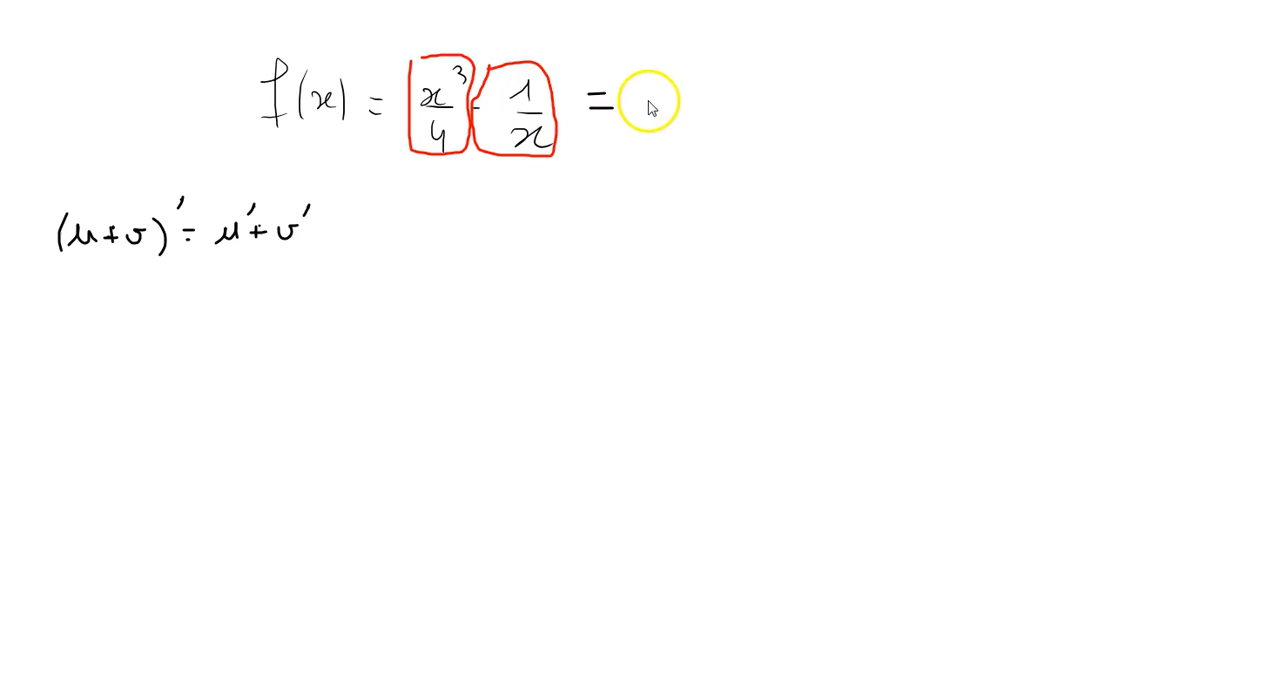 f(x) = x³/4 - 1/x =
(u+v)' = u' + v'